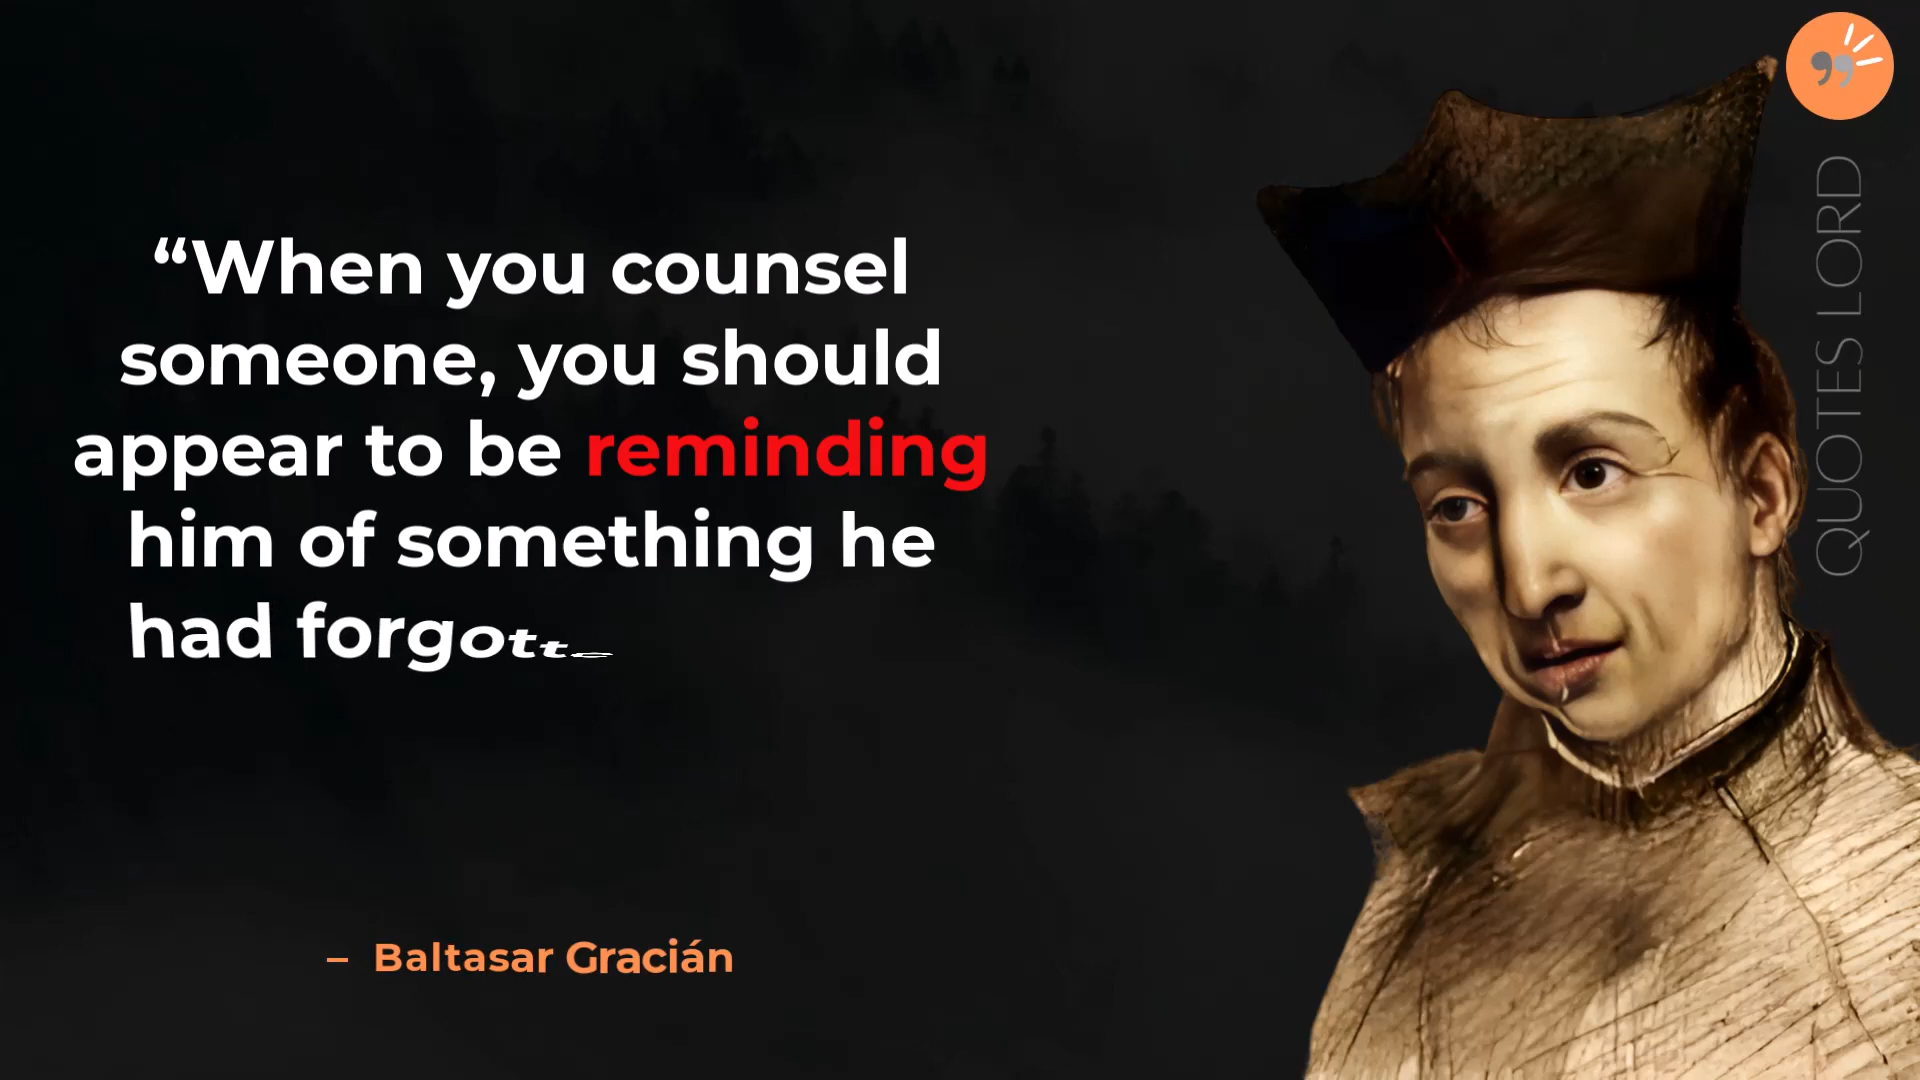 “When you counsel
someone, you should
appear to be reminding
him of something he
had forgotte
– Baltasar Gracián
QUOTES LORD